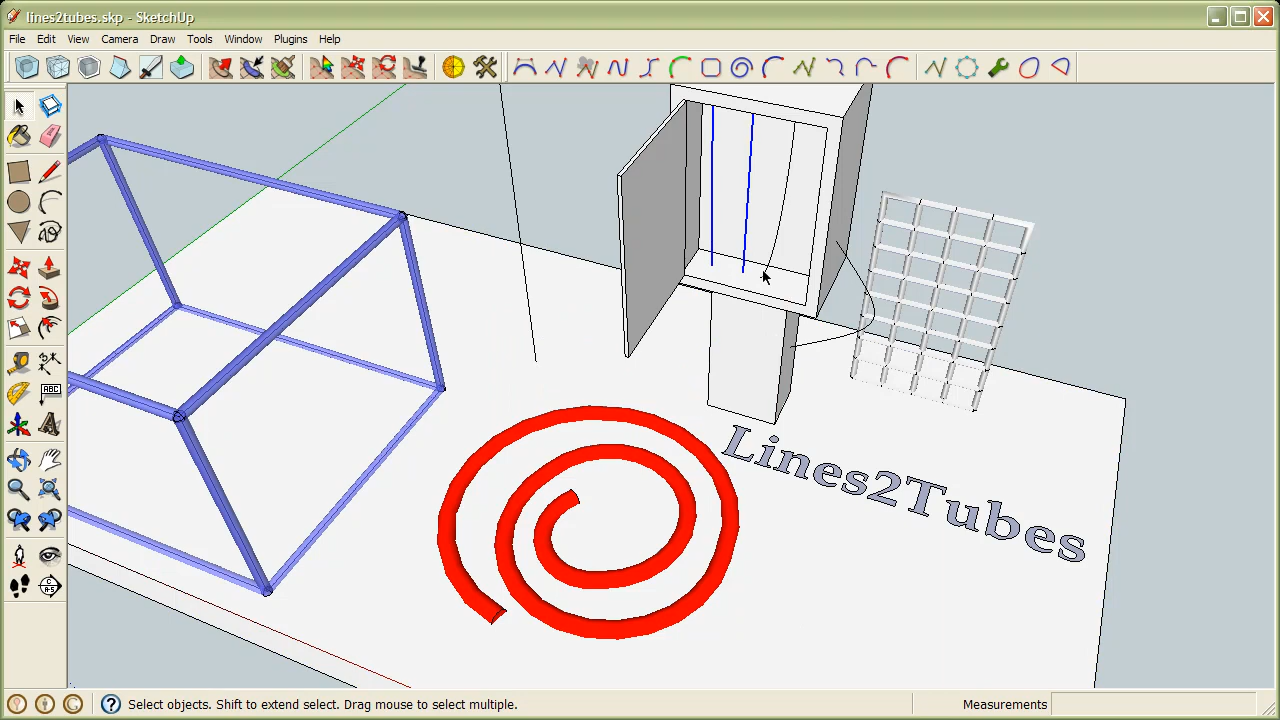 lines2tubes.skp - SketchUp
File Edit View Camera Draw Tools Window Plugins Help
ABC
Lines2Tubes
Select objects. Shift to extend select. Drag mouse to select multiple.
Measurements